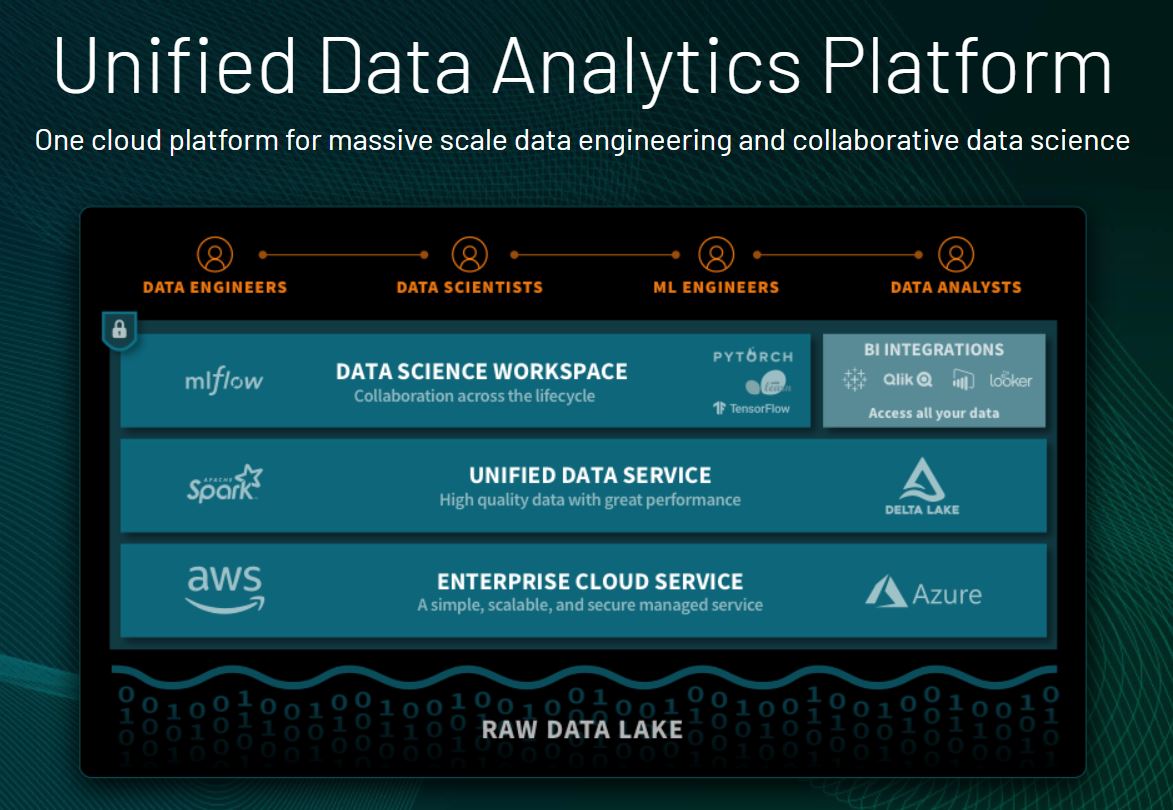 Unified Data Analytics Platform
One cloud platform for massive scale data engineering and collaborative data science
DATA ENGINEERS
DATA SCIENTISTS
ML ENGINEERS
DATA ANALYSTS
mlflow
DATA SCIENCE WORKSPACE
Collaboration across the lifecycle
PYTORCH
learn
TensorFlow
BI INTEGRATIONS
Qlik
looker
Access all your data
APACHE
Spark
UNIFIED DATA SERVICE
High quality data with great performance
DELTA LAKE
aws
ENTERPRISE CLOUD SERVICE
A simple, scalable, and secure managed service
Azure
RAW DATA LAKE